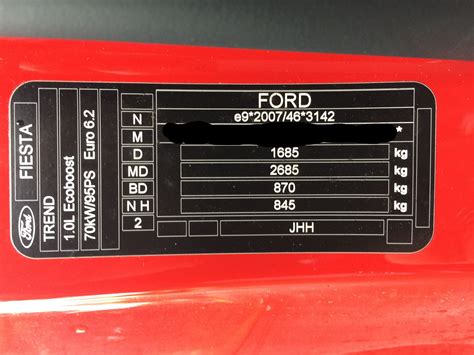 FORD
N e9*2007/46*3142
M *
D 1685 kg
MD 2685 kg
BD 870 kg
NH 845 kg
2 JHH
Ford
FIESTA
TREND
1.0L Ecoboost
70kW/95PS Euro 6.2